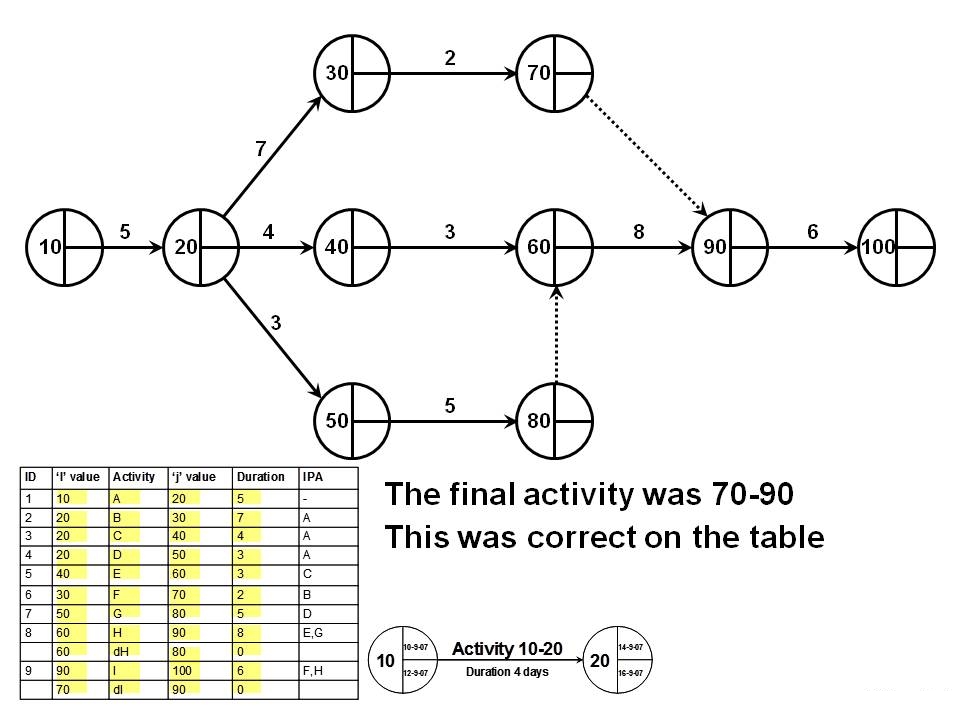 30 2 70
7
10 5 20 4 40 3 60 8 90 6 100
3
50 5 80
ID ‘I’ value Activity ‘j’ value Duration IPA
1 10 A 20 5 -
2 20 B 30 7 A
3 20 C 40 4 A
4 20 D 50 3 A
5 40 E 60 3 C
6 30 F 70 2 B
7 50 G 80 5 D
8 60 H 90 8 E,G
60 dH 80 0
9 90 I 100 6 F,H
70 dI 90 0
The final activity was 70-90
This was correct on the table
10 10-9-07 12-9-07
Activity 10-20
Duration 4 days
20 14-9-07 16-9-07